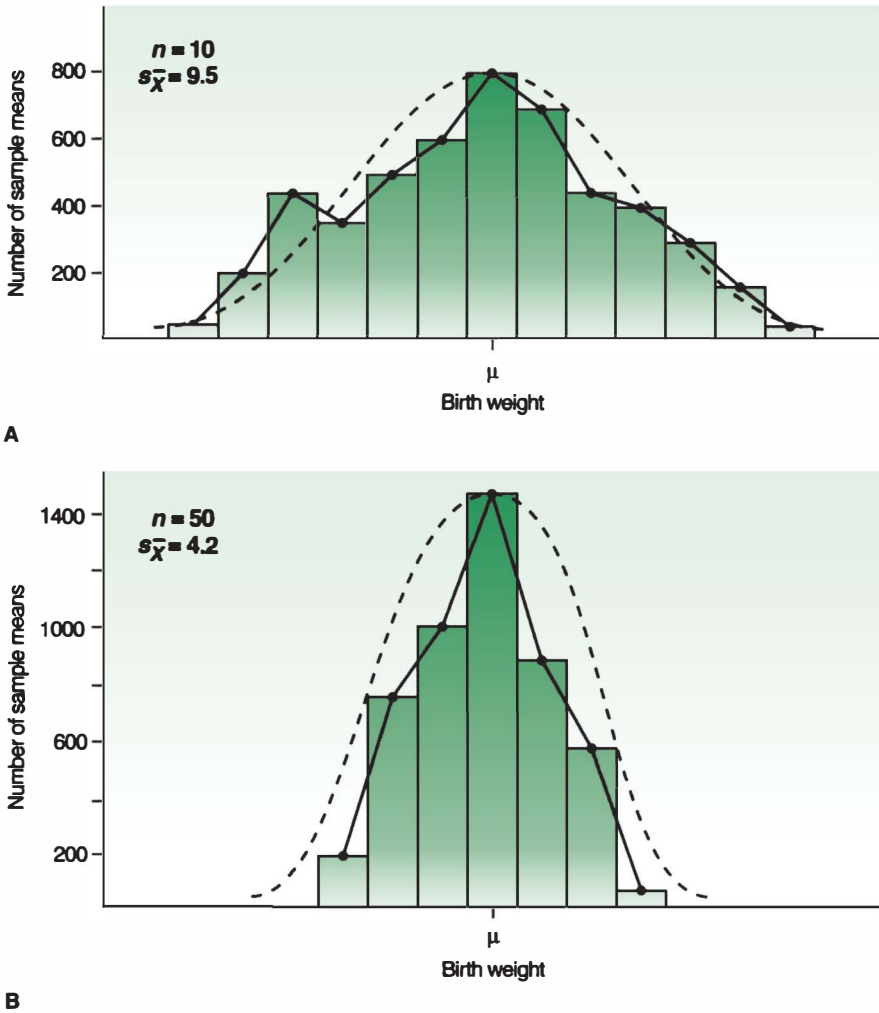 n = 10
sX̄ = 9.5
Number of sample means
800
600
400
200
μ
Birth weight
A
n = 50
sX̄ = 4.2
Number of sample means
1400
1000
600
200
μ
Birth weight
B